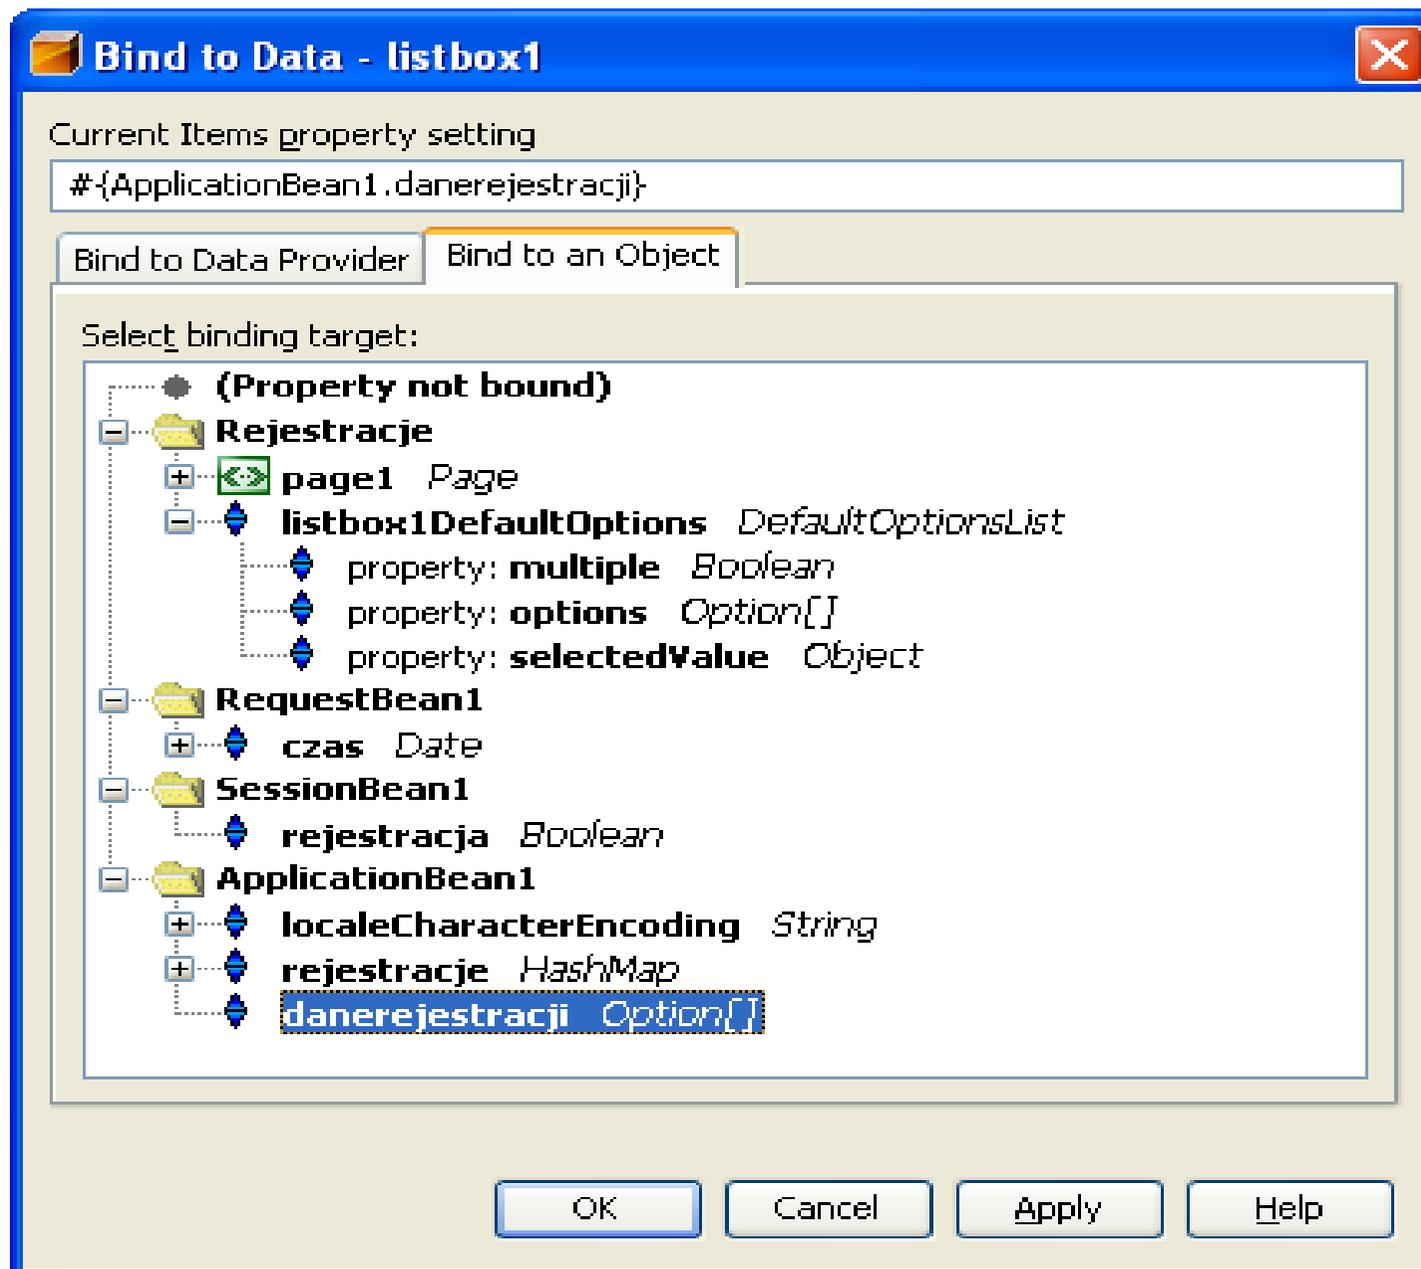 Bind to Data - listbox1
Current Items property setting
#{ApplicationBean1.danerejestracji}
Bind to Data Provider Bind to an Object
Select binding target:
(Property not bound)
Rejestracje
page1 Page
listbox1DefaultOptions DefaultOptionsList
property: multiple Boolean
property: options Option[]
property: selectedValue Object
RequestBean1
czas Date
SessionBean1
rejestracja Boolean
ApplicationBean1
localeCharacterEncoding String
rejestracje HashMap
danerejestracji Option[]
OK Cancel Apply Help